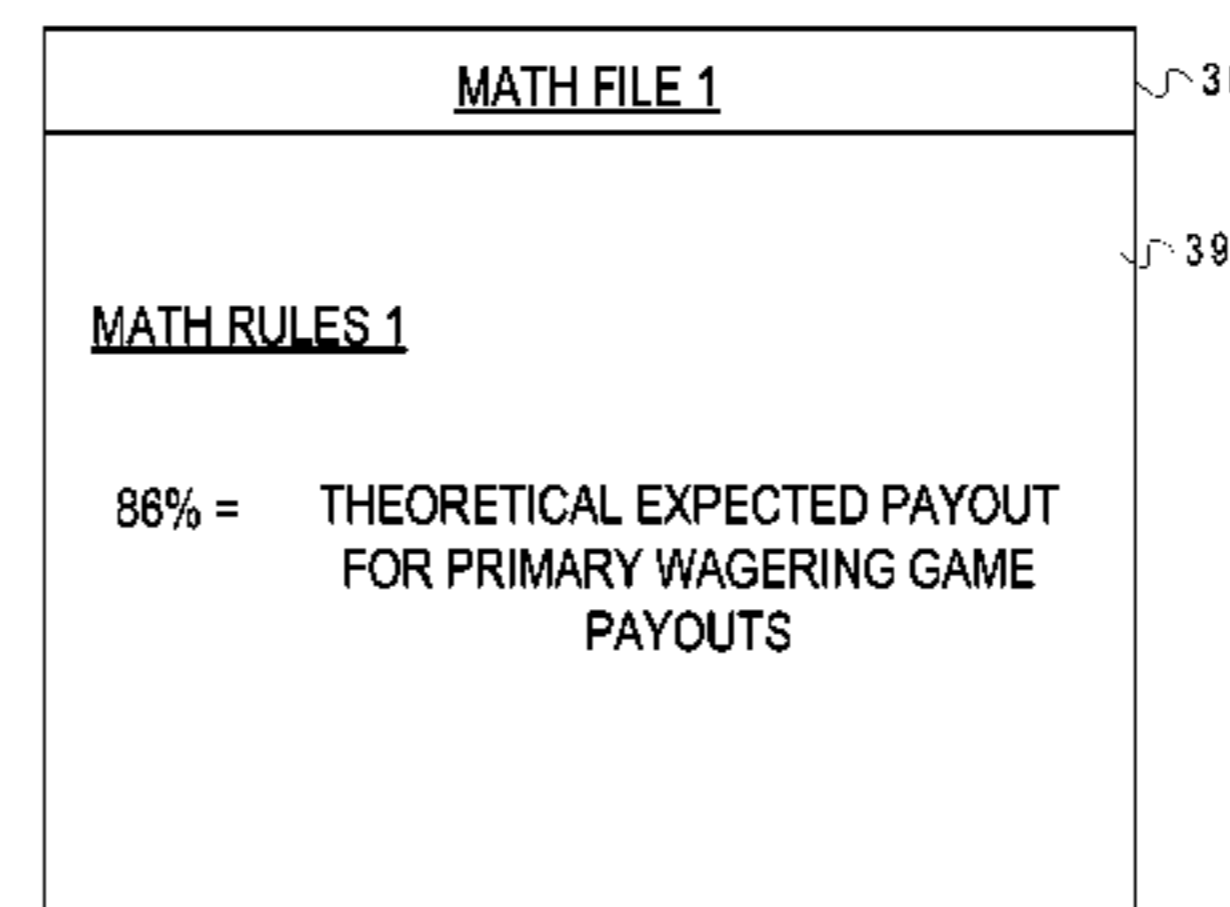 MATH FILE 1
39
MATH RULES 1
86% = THEORETICAL EXPECTED PAYOUT
FOR PRIMARY WAGERING GAME
PAYOUTS